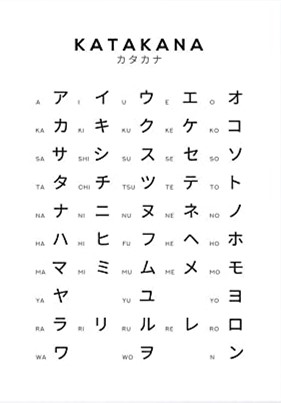 KATAKANA
カタカナ
A ア I イ U ウ E エ O オ
KA カ KI キ KU ク KE ケ KO コ
SA サ SHI シ SU ス SE セ SO ソ
TA タ CHI チ TSU ツ TE テ TO ト
NA ナ NI ニ NU ヌ NE ネ NO ノ
HA ハ HI ヒ FU フ HE ヘ HO ホ
MA マ MI ミ MU ム ME メ MO モ
YA ヤ YU ユ YO ヨ
RA ラ RI リ RU ル RE レ RO ロ
WA ワ WO ヲ N ン